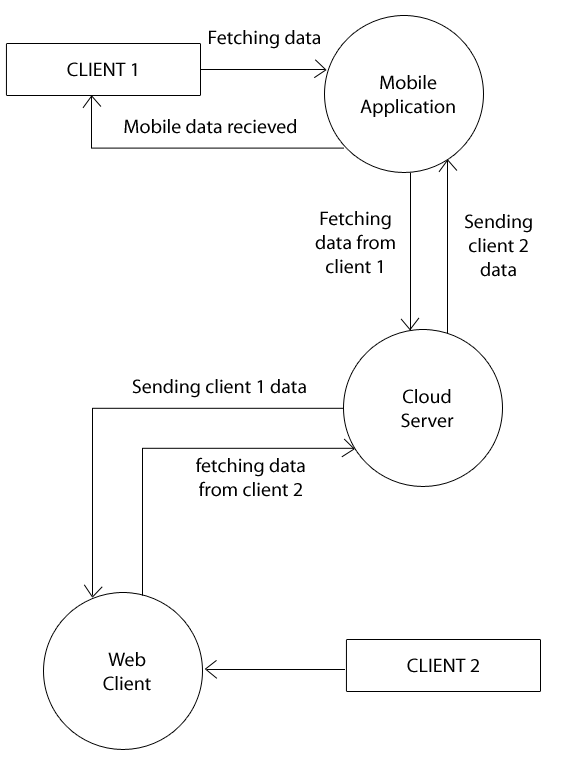 Fetching data
CLIENT 1
Mobile
Application
Mobile data recieved
Fetching
data from
client 1
Sending
client 2
data
Sending client 1 data
Cloud
Server
fetching data
from client 2
Web
Client
CLIENT 2